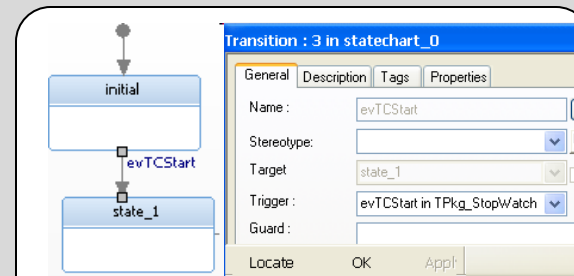 initial
evTCStart
state_1
Transition : 3 in statechart_0
General Description Tags Properties
Name : evTCStart
Stereotype:
Target state_1
Trigger : evTCStart in TPkg_StopWatch
Guard :
Locate OK Appl